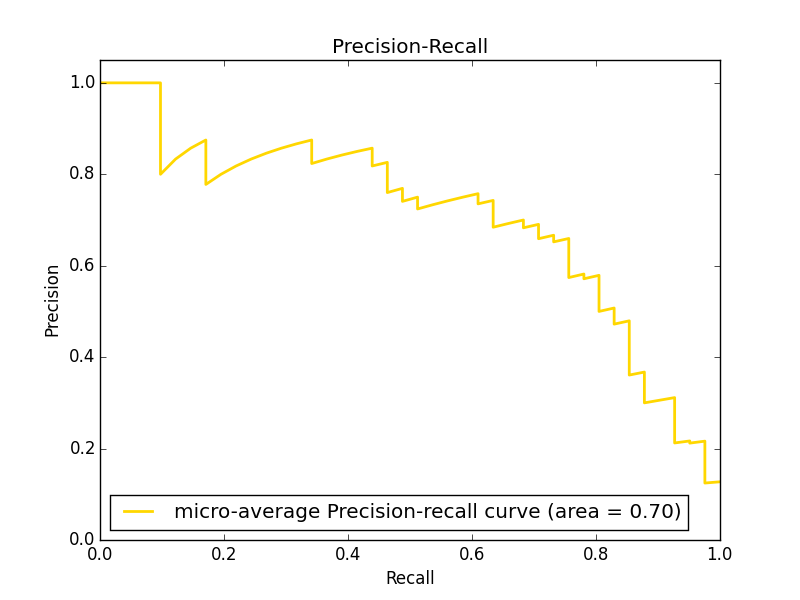 Precision-Recall
1.0
0.8
0.6
0.4
0.2
0.0
Precision
micro-average Precision-recall curve (area = 0.70)
0.0 0.2 0.4 0.6 0.8 1.0
Recall